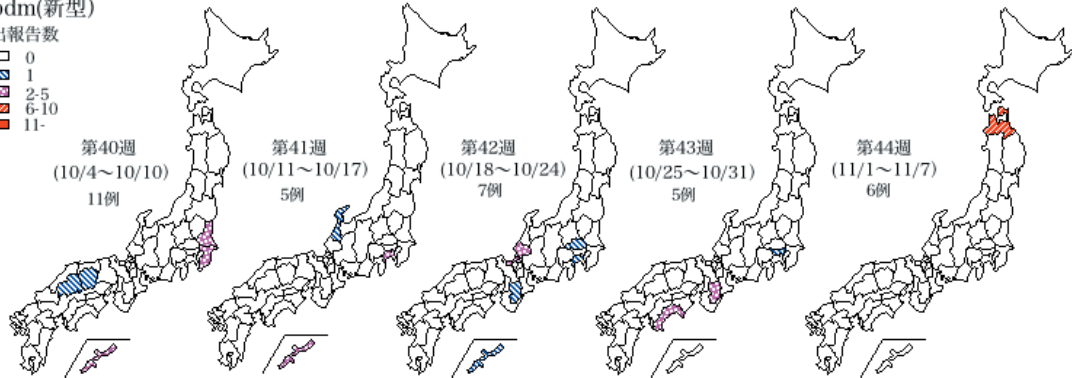 pdm(新型)
出報告数
0
1
2-5
6-10
11-
第40週
(10/4～10/10)
11例
第41週
(10/11～10/17)
5例
第42週
(10/18～10/24)
7例
第43週
(10/25～10/31)
5例
第44週
(11/1～11/7)
6例